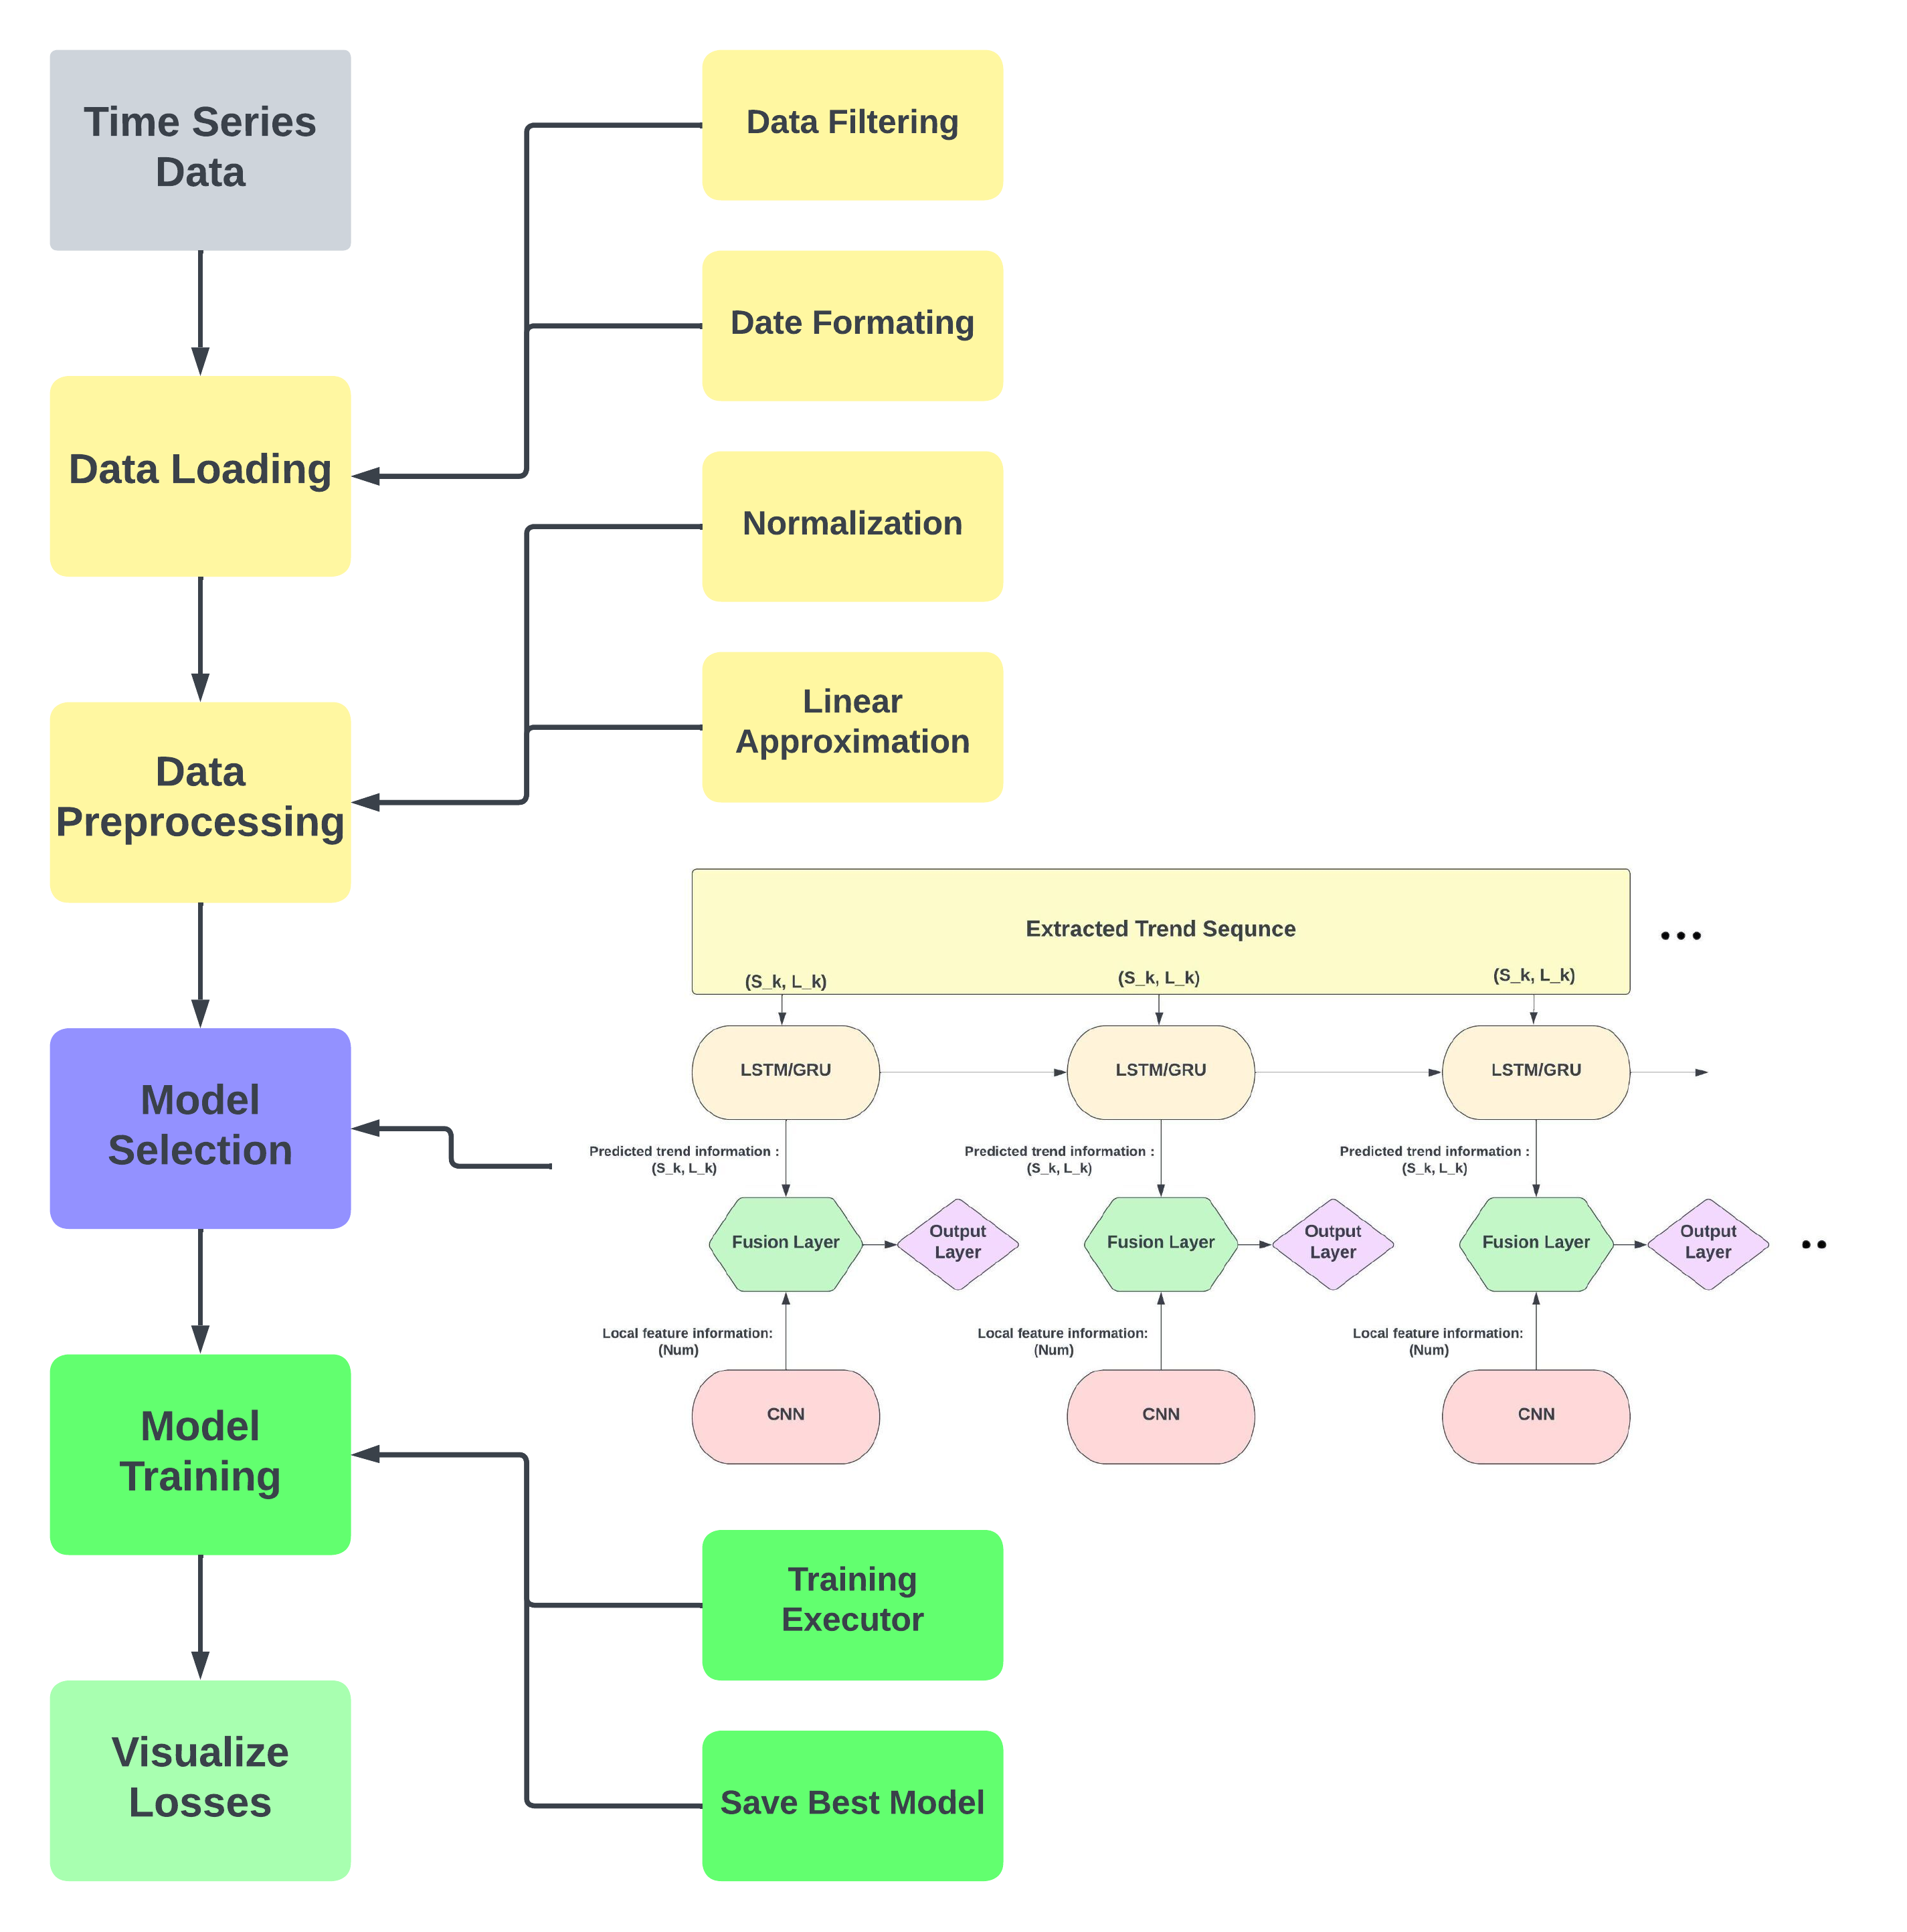 Time Series
Data
Data Loading
Data
Preprocessing
Model
Selection
Model
Training
Visualize
Losses
Data Filtering
Date Formating
Normalization
Linear
Approximation
Extracted Trend Sequnce
(S_k, L_k)
(S_k, L_k)
(S_k, L_k)
LSTM/GRU
LSTM/GRU
LSTM/GRU
Predicted trend information :
(S_k, L_k)
Predicted trend information :
(S_k, L_k)
Predicted trend information :
(S_k, L_k)
Fusion Layer
Output
Layer
Fusion Layer
Output
Layer
Fusion Layer
Output
Layer
Local feature information:
(Num)
Local feature information:
(Num)
Local feature information:
(Num)
CNN
CNN
CNN
Training
Executor
Save Best Model